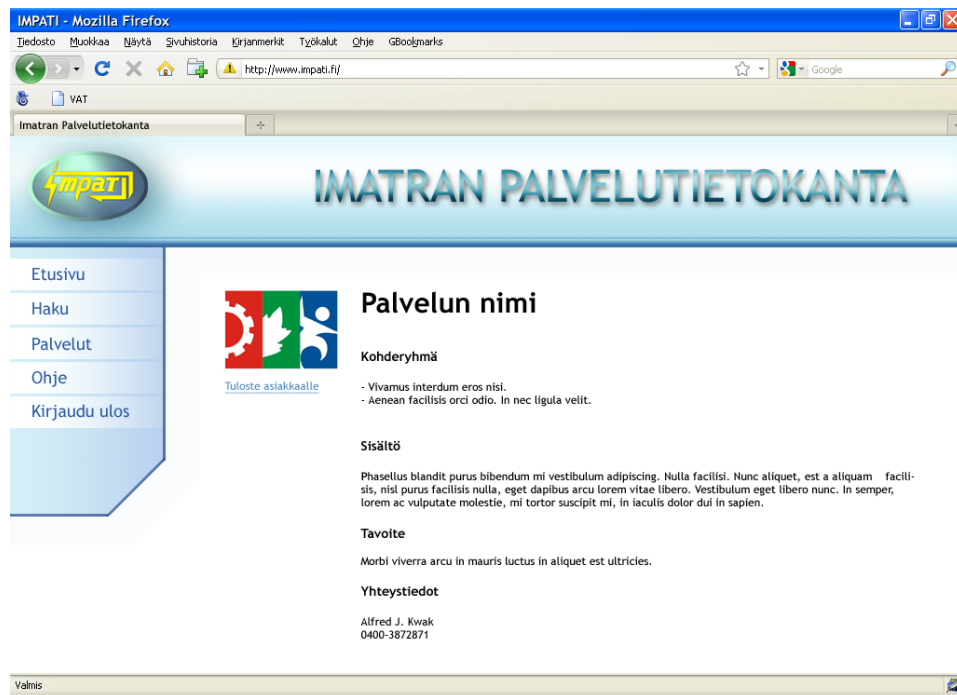 IMPATI - Mozilla Firefox
Tiedosto Muokkaa Näytä Sivuhistoria Kirjanmerkit Työkalut Ohje GBookmarks
http://www.impati.fi/ Google
VAT
Imatran Palvelutietokanta
impati
IMATRAN PALVELUTIETOKANTA
Etusivu
Haku
Palvelut
Ohje
Kirjaudu ulos
Tuloste asiakkaalle
Palvelun nimi
Kohderyhmä
- Vivamus interdum eros nisi.
- Aenean facilisis orci odio. In nec ligula velit.
Sisältö
Phasellus blandit purus bibendum mi vestibulum adipiscing. Nulla facilisi. Nunc aliquet, est a aliquam facili-
sis, nisl purus facilisis nulla, eget dapibus arcu lorem vitae libero. Vestibulum eget libero nunc. In semper,
lorem ac vulputate molestie, mi tortor suscipit mi, in iaculis dolor dui in sapien.
Tavoite
Morbi viverra arcu in mauris luctus in aliquet est ultricies.
Yhteystiedot
Alfred J. Kwak
0400-3872871
Valmis